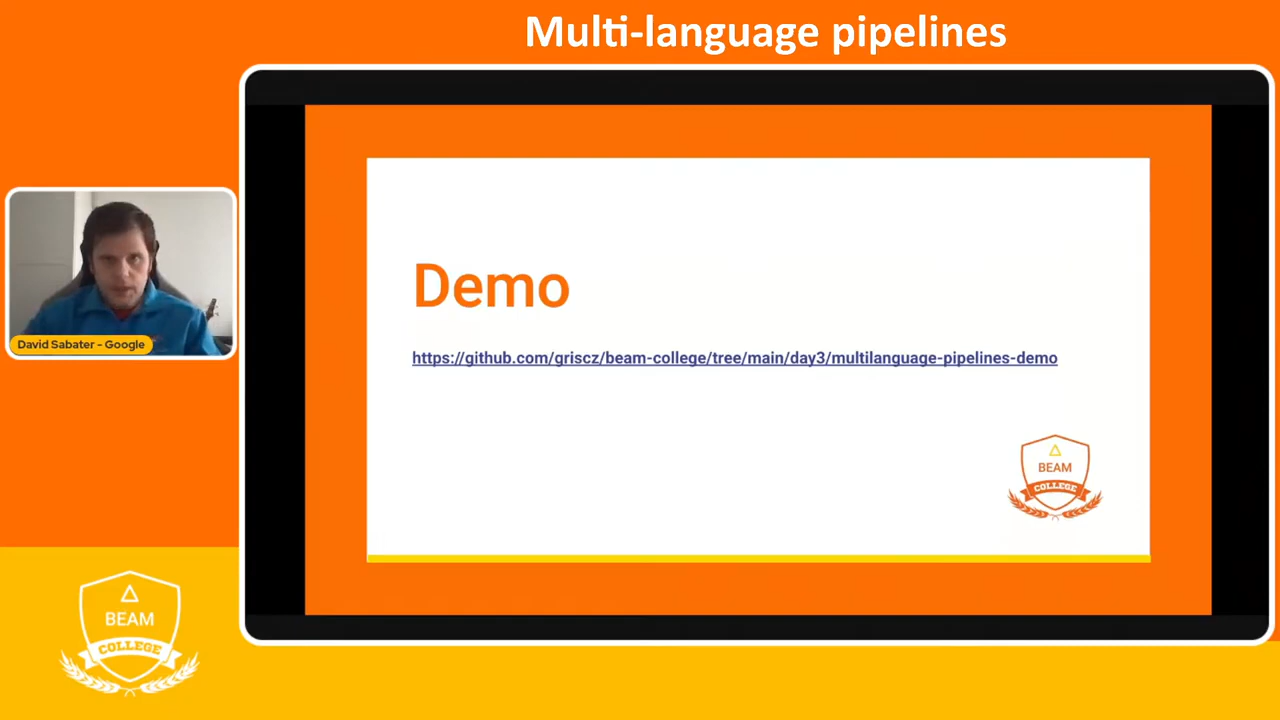 Multi-language pipelines
Demo
https://github.com/griscz/beam-college/tree/main/day3/multilanguage-pipelines-demo
BEAM
COLLEGE
David Sabater - Google
BEAM
COLLEGE